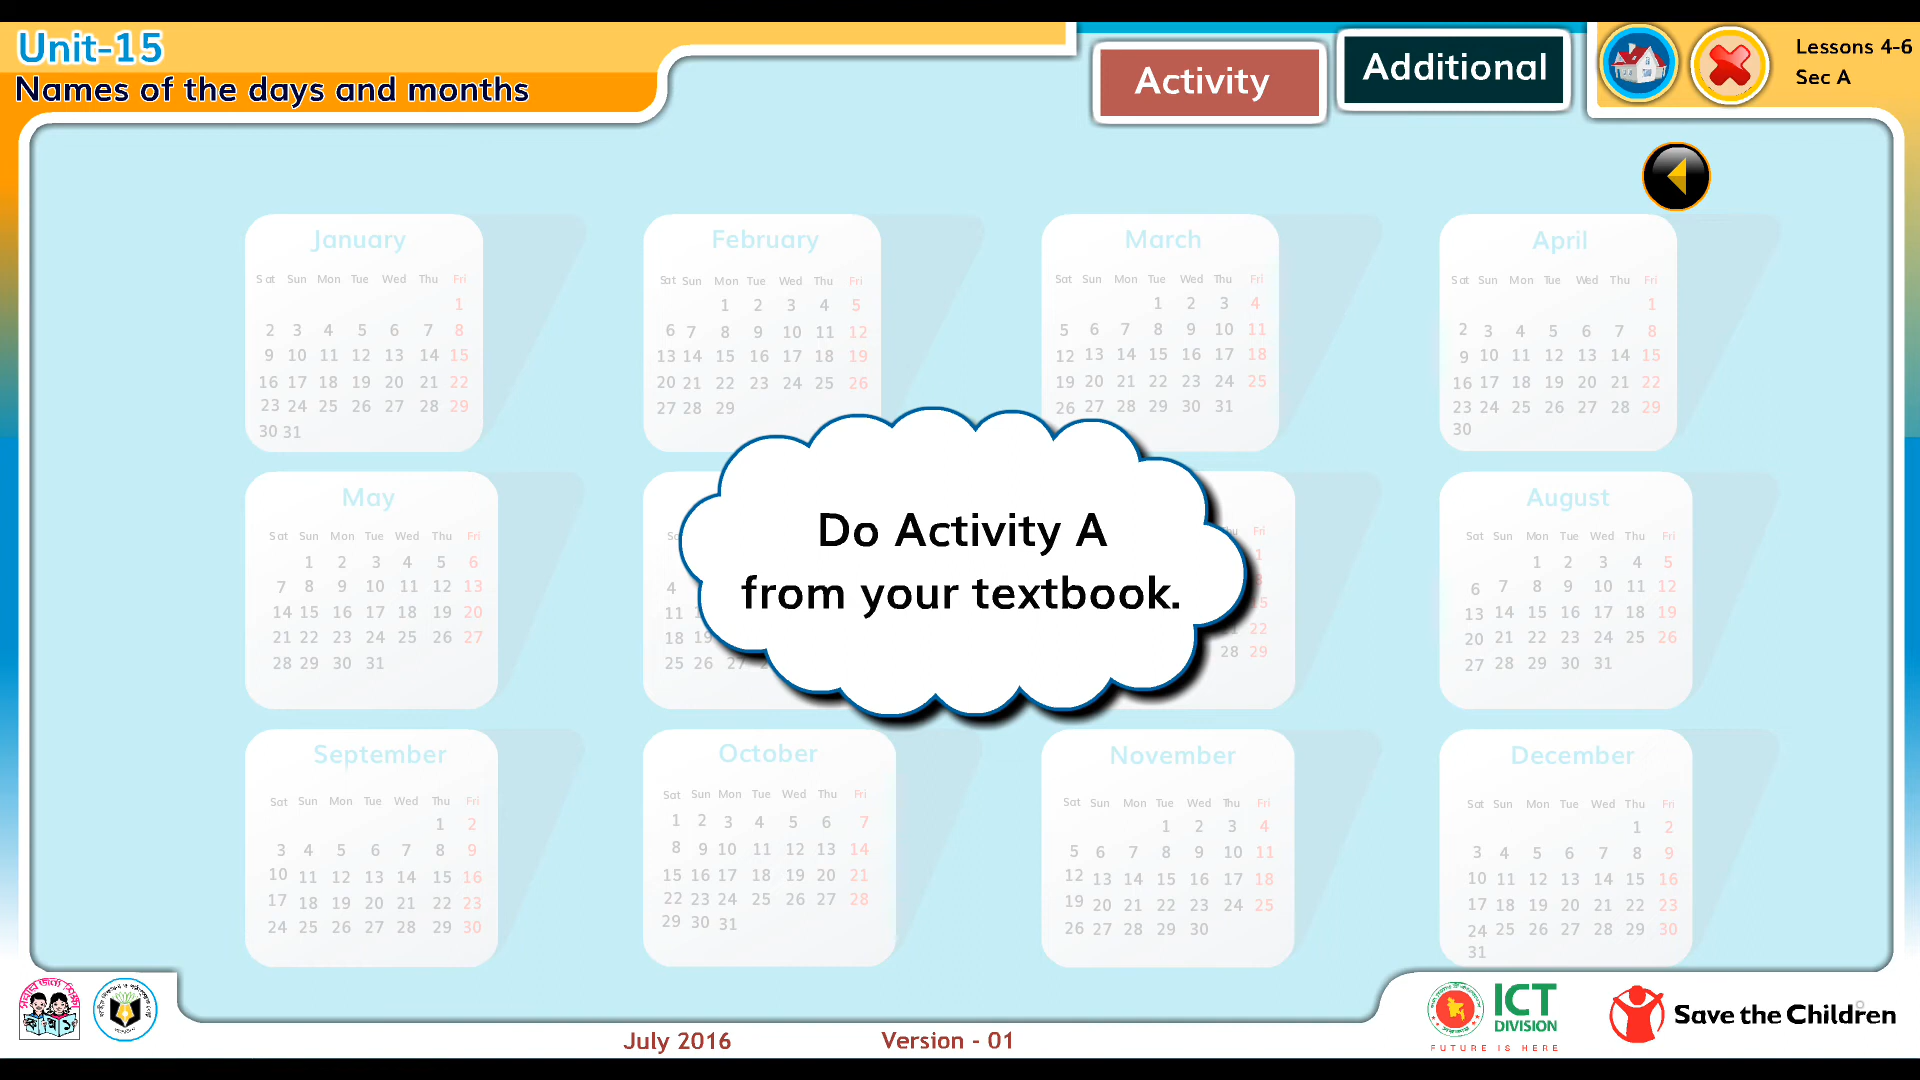 Unit-15
Names of the days and months
Activity
Additional
Lessons 4-6
Sec A
January
Sat Sun Mon Tue Wed Thu Fri
1
2 3 4 5 6 7 8
9 10 11 12 13 14 15
16 17 18 19 20 21 22
23 24 25 26 27 28 29
30 31
February
Sat Sun Mon Tue Wed Thu Fri
1 2 3 4 5
6 7 8 9 10 11 12
13 14 15 16 17 18 19
20 21 22 23 24 25 26
27 28 29
March
Sat Sun Mon Tue Wed Thu Fri
1 2 3 4
5 6 7 8 9 10 11
12 13 14 15 16 17 18
19 20 21 22 23 24 25
26 27 28 29 30 31
April
Sat Sun Mon Tue Wed Thu Fri
1
2 3 4 5 6 7 8
9 10 11 12 13 14 15
16 17 18 19 20 21 22
23 24 25 26 27 28 29
30
May
Sat Sun Mon Tue Wed Thu Fri
1 2 3 4 5 6
7 8 9 10 11 12 13
14 15 16 17 18 19 20
21 22 23 24 25 26 27
28 29 30 31
4
11
18 19
25 26 27
Do Activity A
from your textbook.
Fri
1
8
15
22
28 29
August
Sat Sun Mon Tue Wed Thu Fri
1 2 3 4 5
6 7 8 9 10 11 12
13 14 15 16 17 18 19
20 21 22 23 24 25 26
27 28 29 30 31
September
Sat Sun Mon Tue Wed Thu Fri
1 2
3 4 5 6 7 8 9
10 11 12 13 14 15 16
17 18 19 20 21 22 23
24 25 26 27 28 29 30
October
Sat Sun Mon Tue Wed Thu Fri
1 2 3 4 5 6 7
8 9 10 11 12 13 14
15 16 17 18 19 20 21
22 23 24 25 26 27 28
29 30 31
November
Sat Sun Mon Tue Wed Thu Fri
1 2 3 4
5 6 7 8 9 10 11
12 13 14 15 16 17 18
19 20 21 22 23 24 25
26 27 28 29 30
December
Sat Sun Mon Tue Wed Thu Fri
1 2
3 4 5 6 7 8 9
10 11 12 13 14 15 16
17 18 19 20 21 22 23
24 25 26 27 28 29 30
31
সবার জন্য শিক্ষা
July 2016
Version - 01
ICT
DIVISION
FUTURE IS HERE
Save the Children